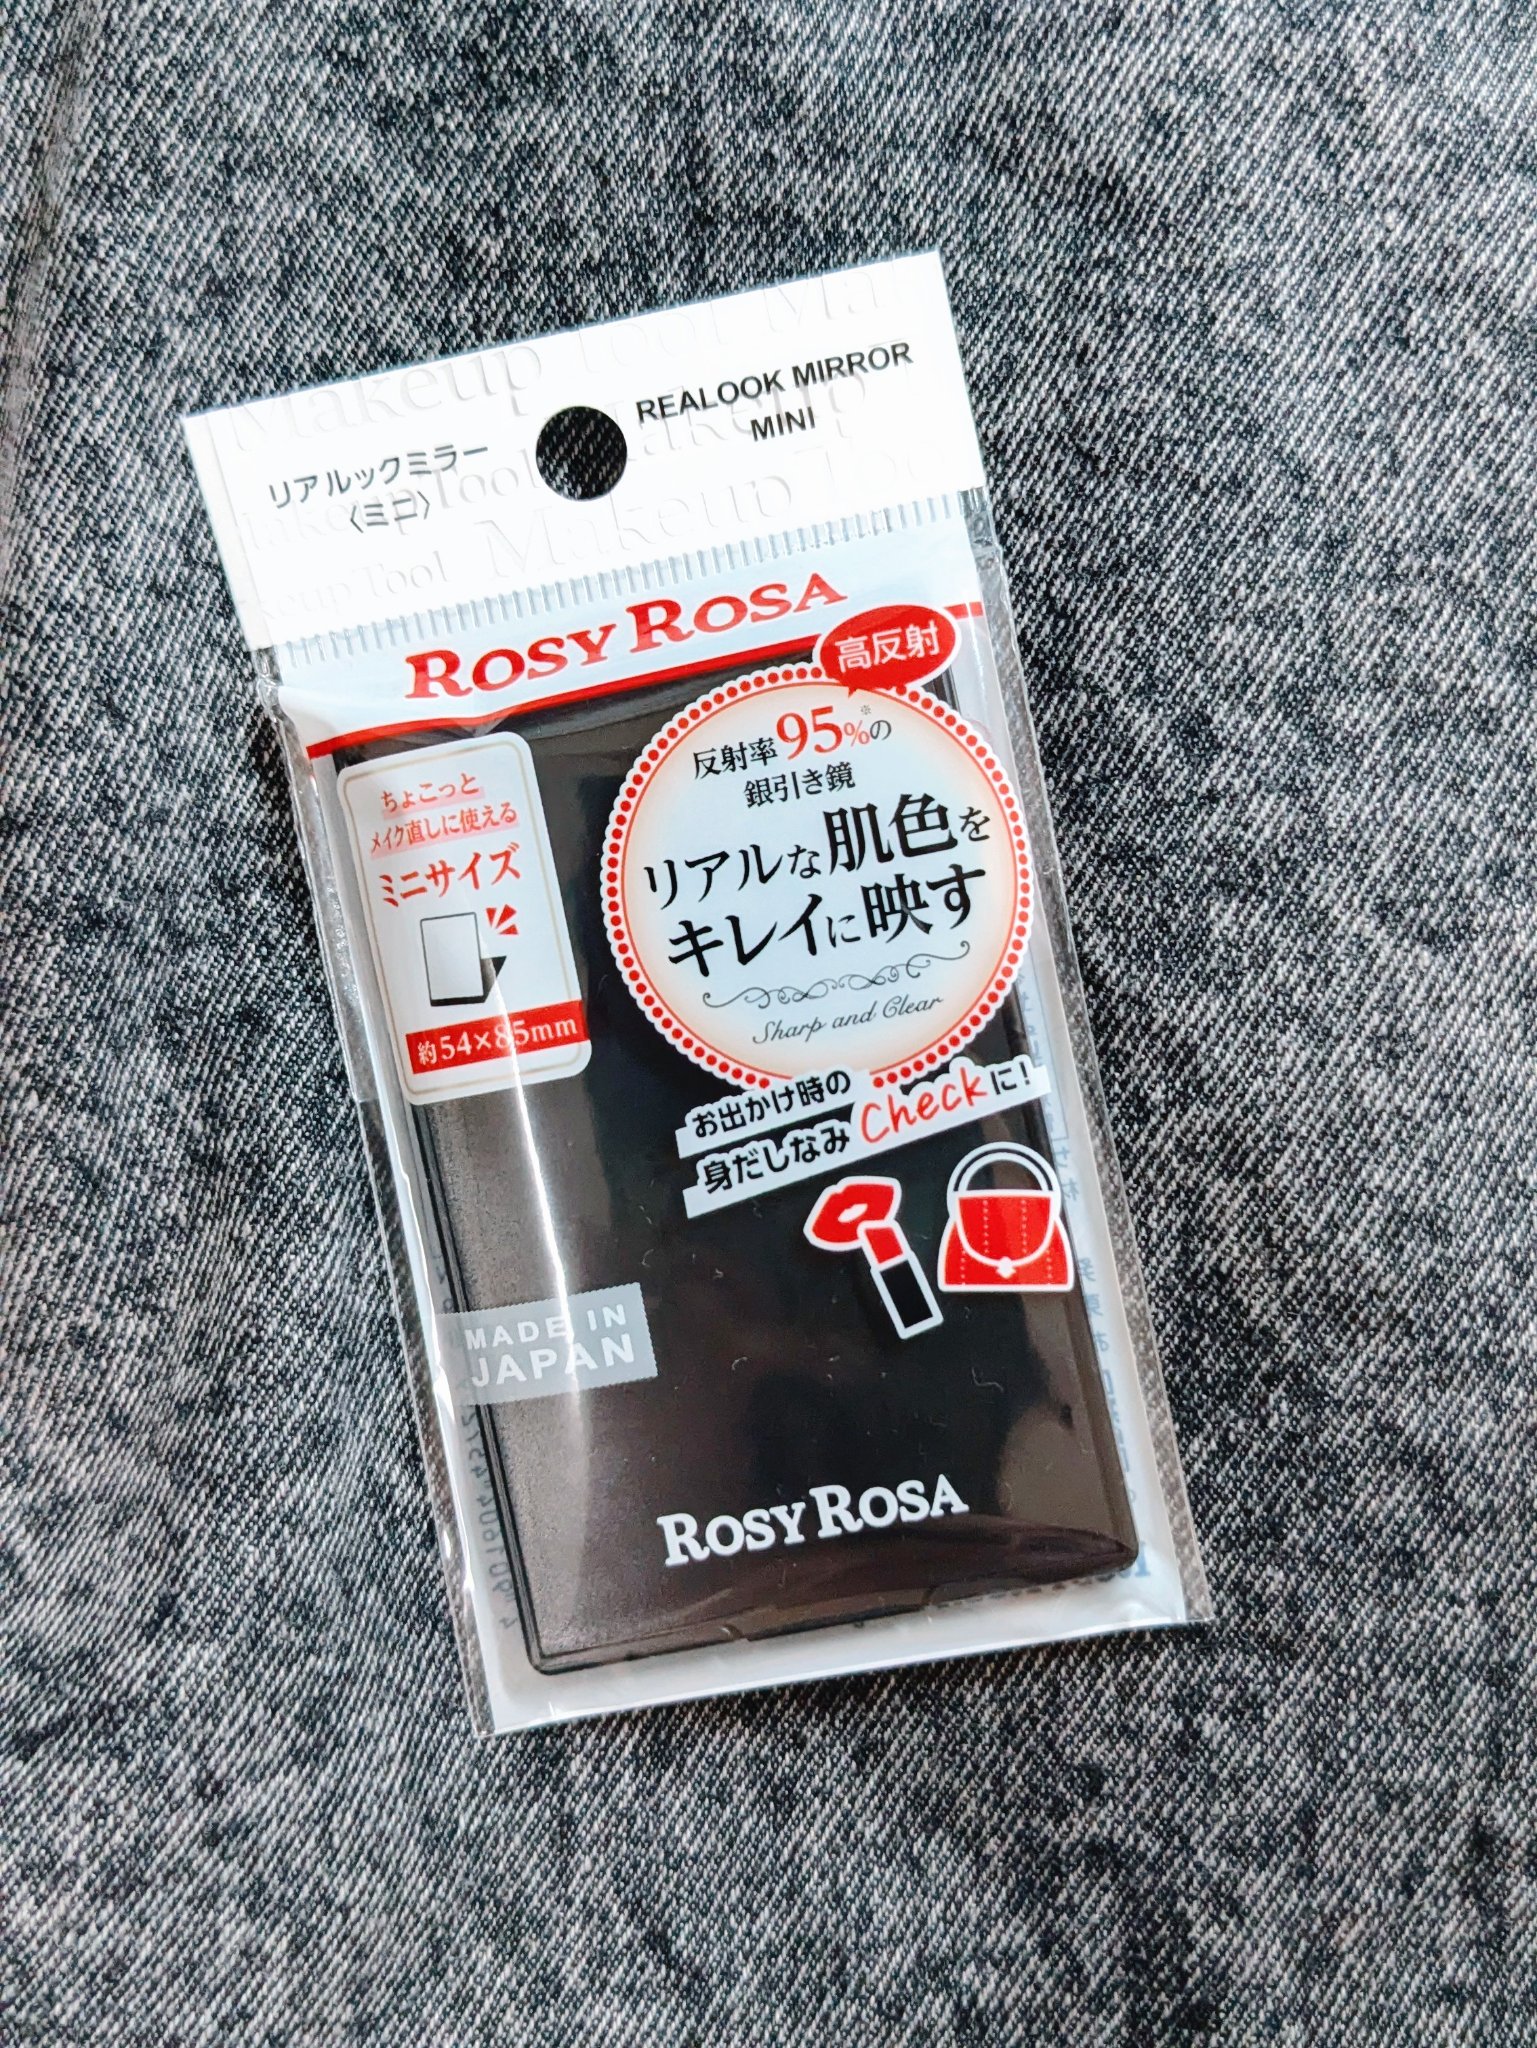 リアルックミラー
〈ミニ〉
REALOOK MIRROR
MINI
Makeup Tool
Makeup
Makeup
Tool
ROSY ROSA
高反射
反射率95%※の
銀引き鏡
リアルな肌色を
キレイに映す
Sharp and Clear
ちょこっと
メイク直しに使える
ミニサイズ
約54×85mm
お出かけ時の
身だしなみCheckに!
MADE IN
JAPAN
ROSY ROSA